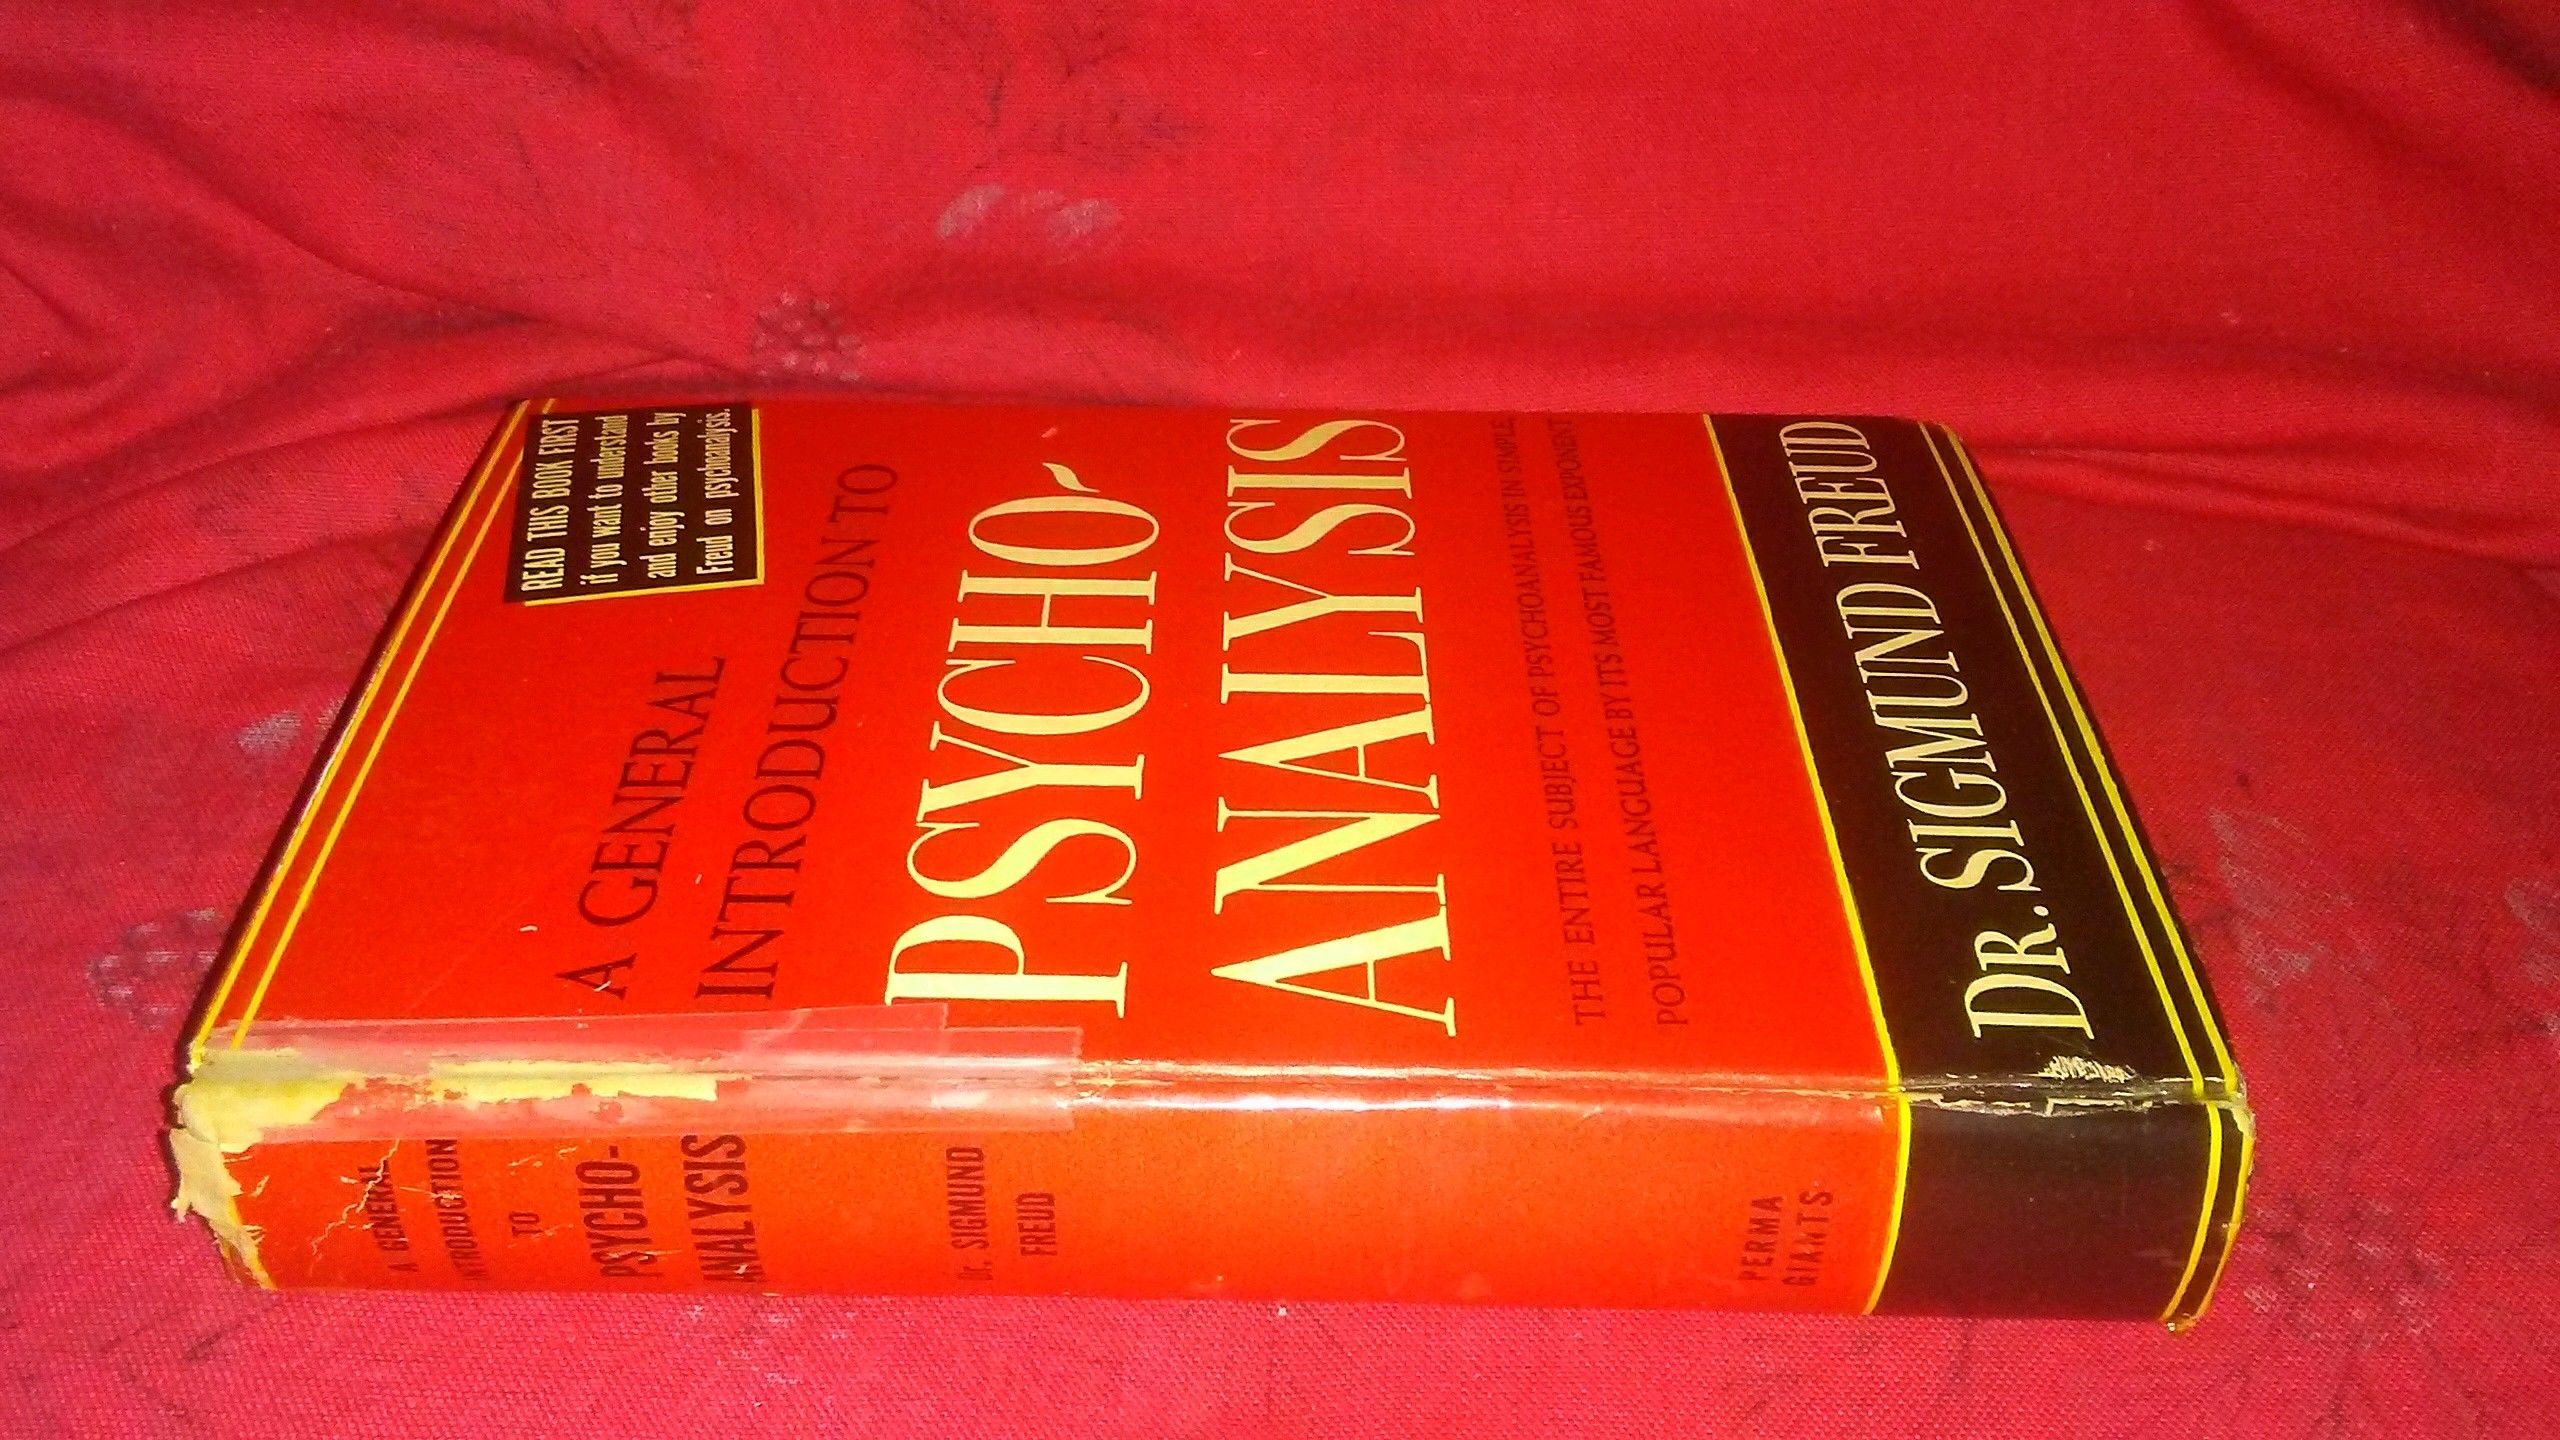 READ THIS BOOK FIRST
if you want to understand
and enjoy other books by
Freud on psychoanalysis.
A GENERAL
INTRODUCTION TO
PSYCHO-
ANALYSIS
THE ENTIRE SUBJECT OF PSYCHOANALYSIS IN SIMPLE,
POPULAR LANGUAGE BY ITS MOST FAMOUS EXPONENT
DR. SIGMUND FREUD
A GENERAL
INTRODUCTION
TO
PSYCHO-
ANALYSIS
Dr. SIGMUND
FREUD
PERMA
GIANTS